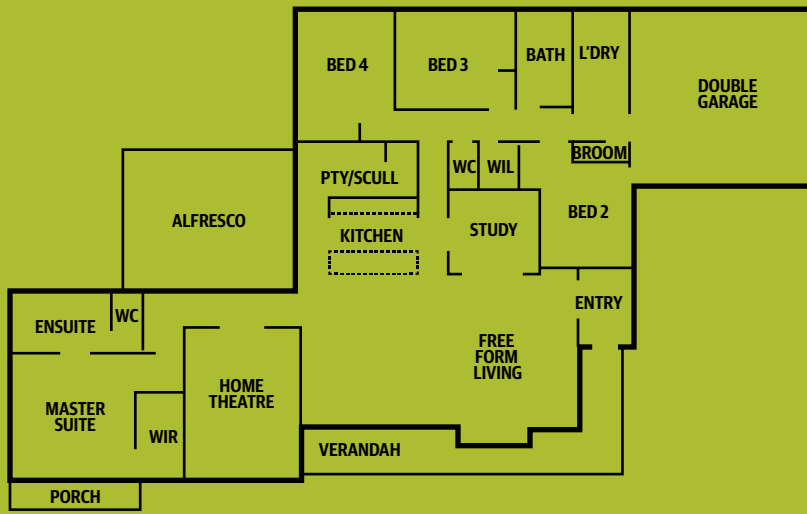 BED 4
BED 3
BATH
L'DRY
DOUBLE
GARAGE
WC
WIL
BROOM
PTY/SCULL
ALFRESCO
KITCHEN
STUDY
BED 2
ENTRY
ENSUITE
WC
FREE
FORM
LIVING
HOME
THEATRE
MASTER
SUITE
WIR
VERANDAH
PORCH